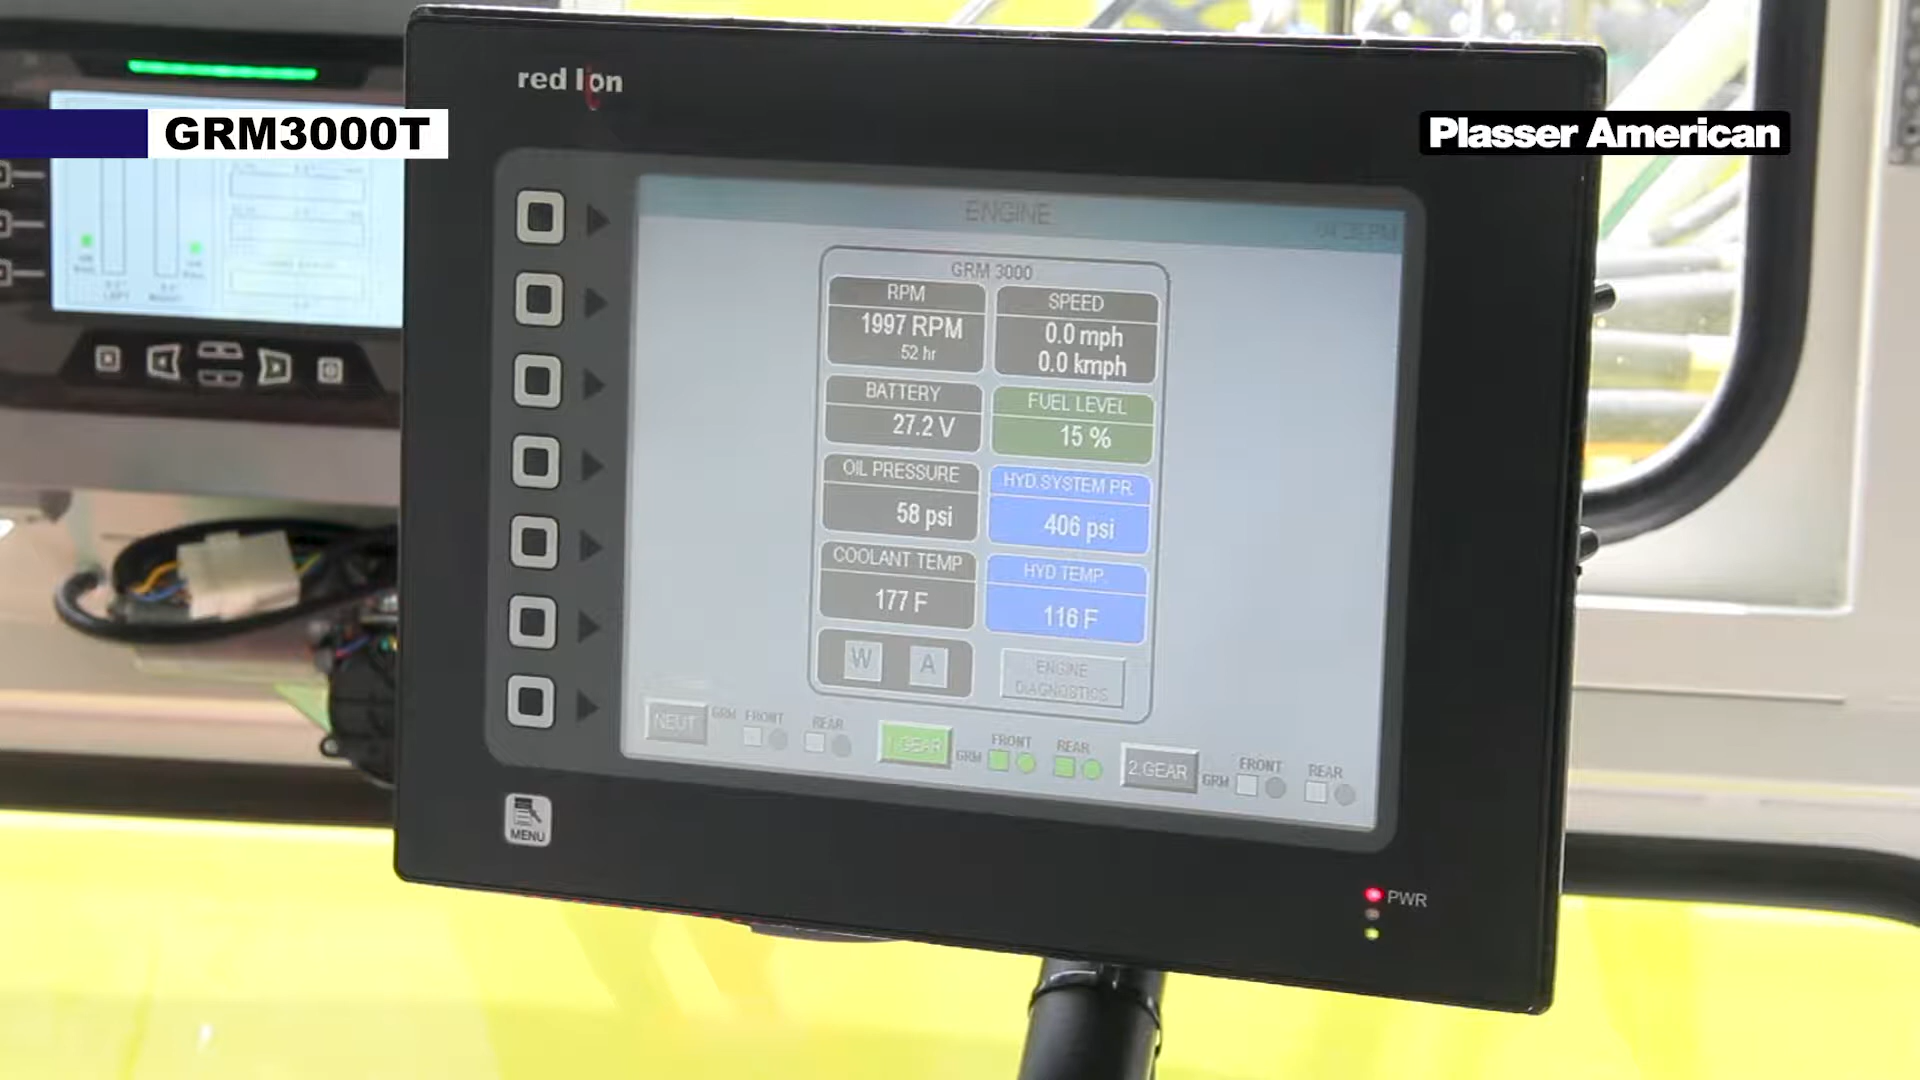 red lion
GRM3000T
Plasser American
ENGINE
GRM 3000
RPM
1997 RPM
52 hr
SPEED
0.0 mph
0.0 kmph
BATTERY
27.2 V
FUEL LEVEL
15 %
OIL PRESSURE
58 psi
HYD.SYSTEM PR.
406 psi
COOLANT TEMP
177 F
HYD TEMP.
116 F
W A
ENGINE
DIAGNOSTICS
NEUT GRM FRONT REAR
1.GEAR GRM FRONT REAR
2.GEAR GRM FRONT REAR
MENU
PWR
LEFT